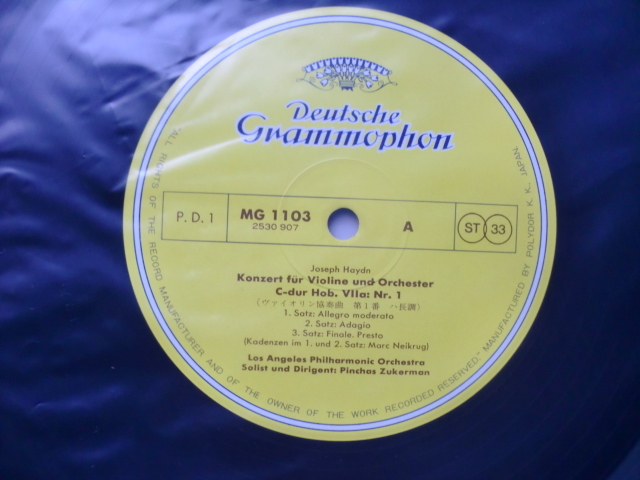 Deutsche
Grammophon
P. D. 1
MG 1103
2530 907
A
ST 33
Joseph Haydn
Konzert für Violine und Orchester
C-dur Hob. VIIa: Nr. 1
(ヴァイオリン協奏曲 第1番 ハ長調)
1. Satz: Allegro moderato
2. Satz: Adagio
3. Satz: Finale. Presto
(Kadenzen im 1. und 2. Satz: Marc Neikrug)
Los Angeles Philharmonic Orchestra
Solist und Dirigent: Pinchas Zukerman
"ALL RIGHTS OF THE RECORD MANUFACTURER AND OF THE OWNER OF THE WORK RECORDED RESERVED." MANUFACTURED BY POLYDOR K. K. JAPAN.